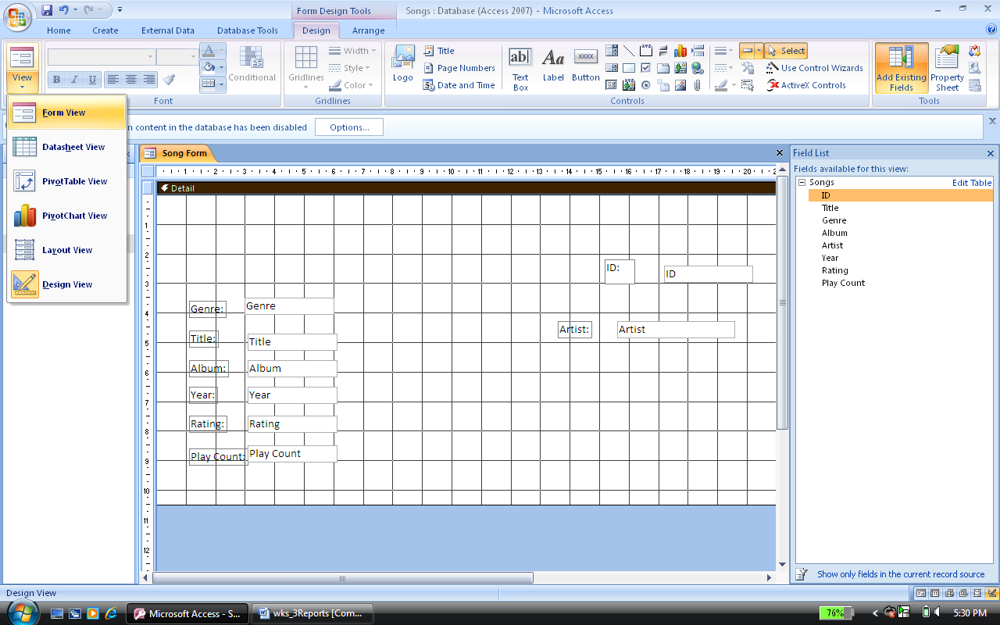 Form Design Tools
Songs : Database (Access 2007) - Microsoft Access
Home Create External Data Database Tools Design Arrange
View
B I U
Font
Conditional
Gridlines
Width
Style
Color
Gridlines
Logo
Title
Page Numbers
Date and Time
ab|
Text Box
Aa
Label
XXXX
Button
Select
Use Control Wizards
ActiveX Controls
Controls
Add Existing Fields
Property Sheet
Tools
Form View
Datasheet View
PivotTable View
PivotChart View
Layout View
Design View
n content in the database has been disabled
Options...
Song Form
1 2 3 4 5 6 7 8 9 10 11 12 13 14 15 16 17 18 19 20
Detail
1
2
3
4
5
6
7
8
9
10
11
12
ID:
ID
Genre:
Genre
Artist:
Artist
Title:
Title
Album:
Album
Year:
Year
Rating:
Rating
Play Count:
Play Count
Field List
Fields available for this view:
Songs Edit Table
ID
Title
Genre
Album
Artist
Year
Rating
Play Count
Show only fields in the current record source
Design View
Microsoft Access - S...
wks_3Reports [Com...
76%
5:30 PM